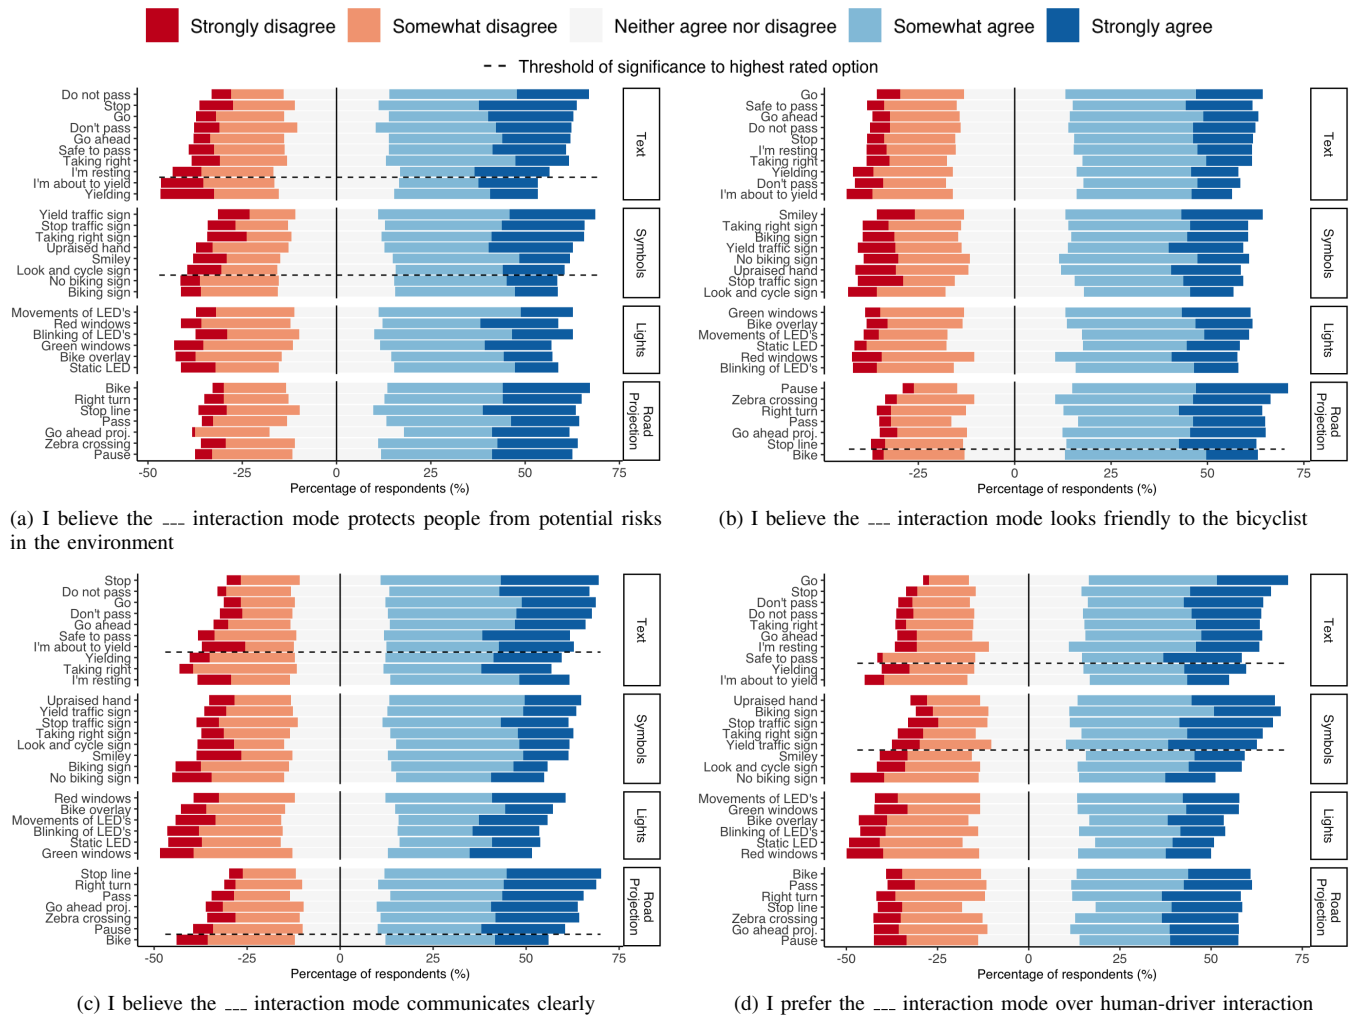 Strongly disagree Somewhat disagree Neither agree nor disagree Somewhat agree Strongly agree
Threshold of significance to highest rated option
Do not pass
Stop
Go
Don't pass
Go ahead
Safe to pass
Taking right
I'm resting
I'm about to yield
Yielding
Text
Yield traffic sign
Stop traffic sign
Taking right sign
Upraised hand
Smiley
Look and cycle sign
No biking sign
Biking sign
Symbols
Movements of LED's
Red windows
Blinking of LED's
Green windows
Bike overlay
Static LED
Lights
Bike
Right turn
Stop line
Pass
Go ahead proj.
Zebra crossing
Pause
Road
Projection
-50 -25 0 25 50 75
Percentage of respondents (%)
(a) I believe the ___ interaction mode protects people from potential risks
in the environment
Go
Safe to pass
Go ahead
Do not pass
Stop
I'm resting
Taking right
Yielding
Don't pass
I'm about to yield
Text
Smiley
Taking right sign
Biking sign
Yield traffic sign
No biking sign
Upraised hand
Stop traffic sign
Look and cycle sign
Symbols
Green windows
Bike overlay
Movements of LED's
Static LED
Red windows
Blinking of LED's
Lights
Pause
Zebra crossing
Right turn
Pass
Go ahead proj.
Stop line
Bike
Road
Projection
-25 0 25 50 75
Percentage of respondents (%)
(b) I believe the ___ interaction mode looks friendly to the bicyclist
Stop
Do not pass
Go
Don't pass
Go ahead
Safe to pass
I'm about to yield
Yielding
Taking right
I'm resting
Text
Upraised hand
Yield traffic sign
Stop traffic sign
Taking right sign
Look and cycle sign
Smiley
Biking sign
No biking sign
Symbols
Red windows
Bike overlay
Movements of LED's
Blinking of LED's
Static LED
Green windows
Lights
Stop line
Right turn
Pass
Go ahead proj.
Zebra crossing
Pause
Bike
Road
Projection
-50 -25 0 25 50 75
Percentage of respondents (%)
(c) I believe the ___ interaction mode communicates clearly
Go
Stop
Don't pass
Do not pass
Taking right
Go ahead
I'm resting
Safe to pass
Yielding
I'm about to yield
Text
Upraised hand
Biking sign
Stop traffic sign
Taking right sign
Yield traffic sign
Smiley
Look and cycle sign
No biking sign
Symbols
Movements of LED's
Green windows
Bike overlay
Blinking of LED's
Static LED
Red windows
Lights
Bike
Pass
Right turn
Stop line
Zebra crossing
Go ahead proj.
Pause
Road
Projection
-50 -25 0 25 50 75
Percentage of respondents (%)
(d) I prefer the ___ interaction mode over human-driver interaction